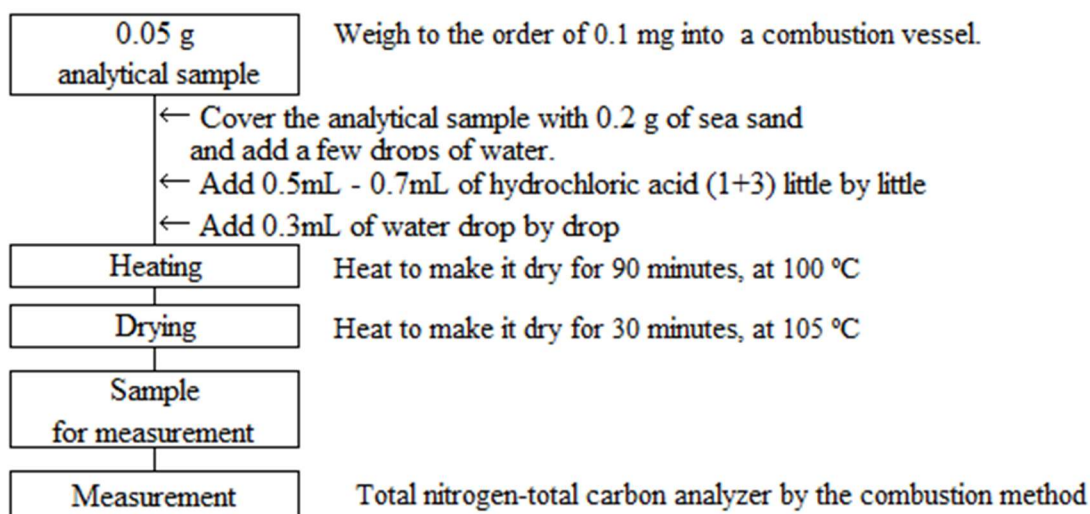 0.05 g
analytical sample
Weigh to the order of 0.1 mg into a combustion vessel.
← Cover the analytical sample with 0.2 g of sea sand
and add a few drops of water.
← Add 0.5mL - 0.7mL of hydrochloric acid (1+3) little by little
← Add 0.3mL of water drop by drop
Heating
Heat to make it dry for 90 minutes, at 100 ºC
Drying
Heat to make it dry for 30 minutes, at 105 ºC
Sample
for measurement
Measurement
Total nitrogen-total carbon analyzer by the combustion method